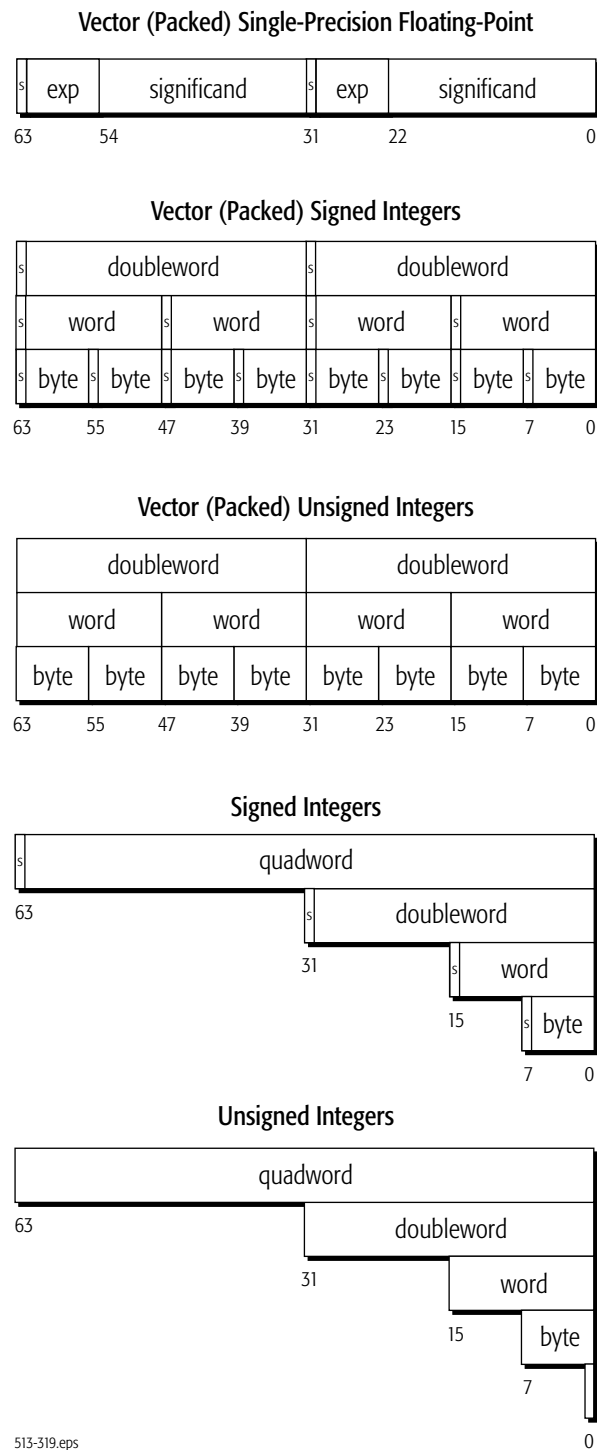 Vector (Packed) Single-Precision Floating-Point
s exp significand s exp significand
63 54 31 22 0
Vector (Packed) Signed Integers
s doubleword s doubleword
s word s word s word s word
s byte s byte s byte s byte s byte s byte s byte s byte
63 55 47 39 31 23 15 7 0
Vector (Packed) Unsigned Integers
doubleword doubleword
word word word word
byte byte byte byte byte byte byte byte
63 55 47 39 31 23 15 7 0
Signed Integers
s quadword
63 s doubleword
31 s word
15 s byte
7 0
Unsigned Integers
quadword
63 doubleword
31 word
15 byte
7
513-319.eps 0